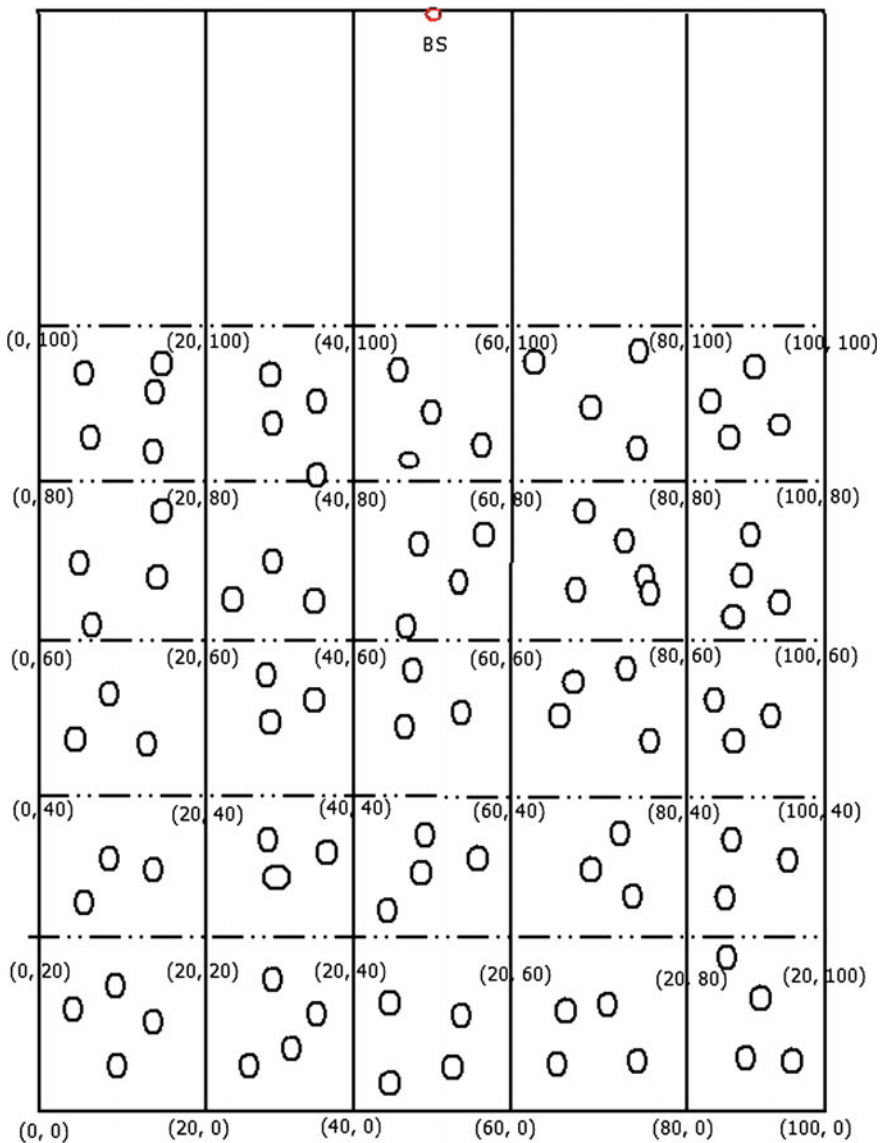 BS
(0, 100) (20, 100) (40, 100) (60, 100) (80, 100) (100, 100)
(0, 80) (20, 80) (40, 80) (60, 80) (80, 80) (100, 80)
(0, 60) (20, 60) (40, 60) (60, 60) (80, 60) (100, 60)
(0, 40) (20, 40) (40, 40) (60, 40) (80, 40) (100, 40)
(0, 20) (20, 20) (20, 40) (20, 60) (20, 80) (20, 100)
(0, 0) (20, 0) (40, 0) (60, 0) (80, 0) (100, 0)